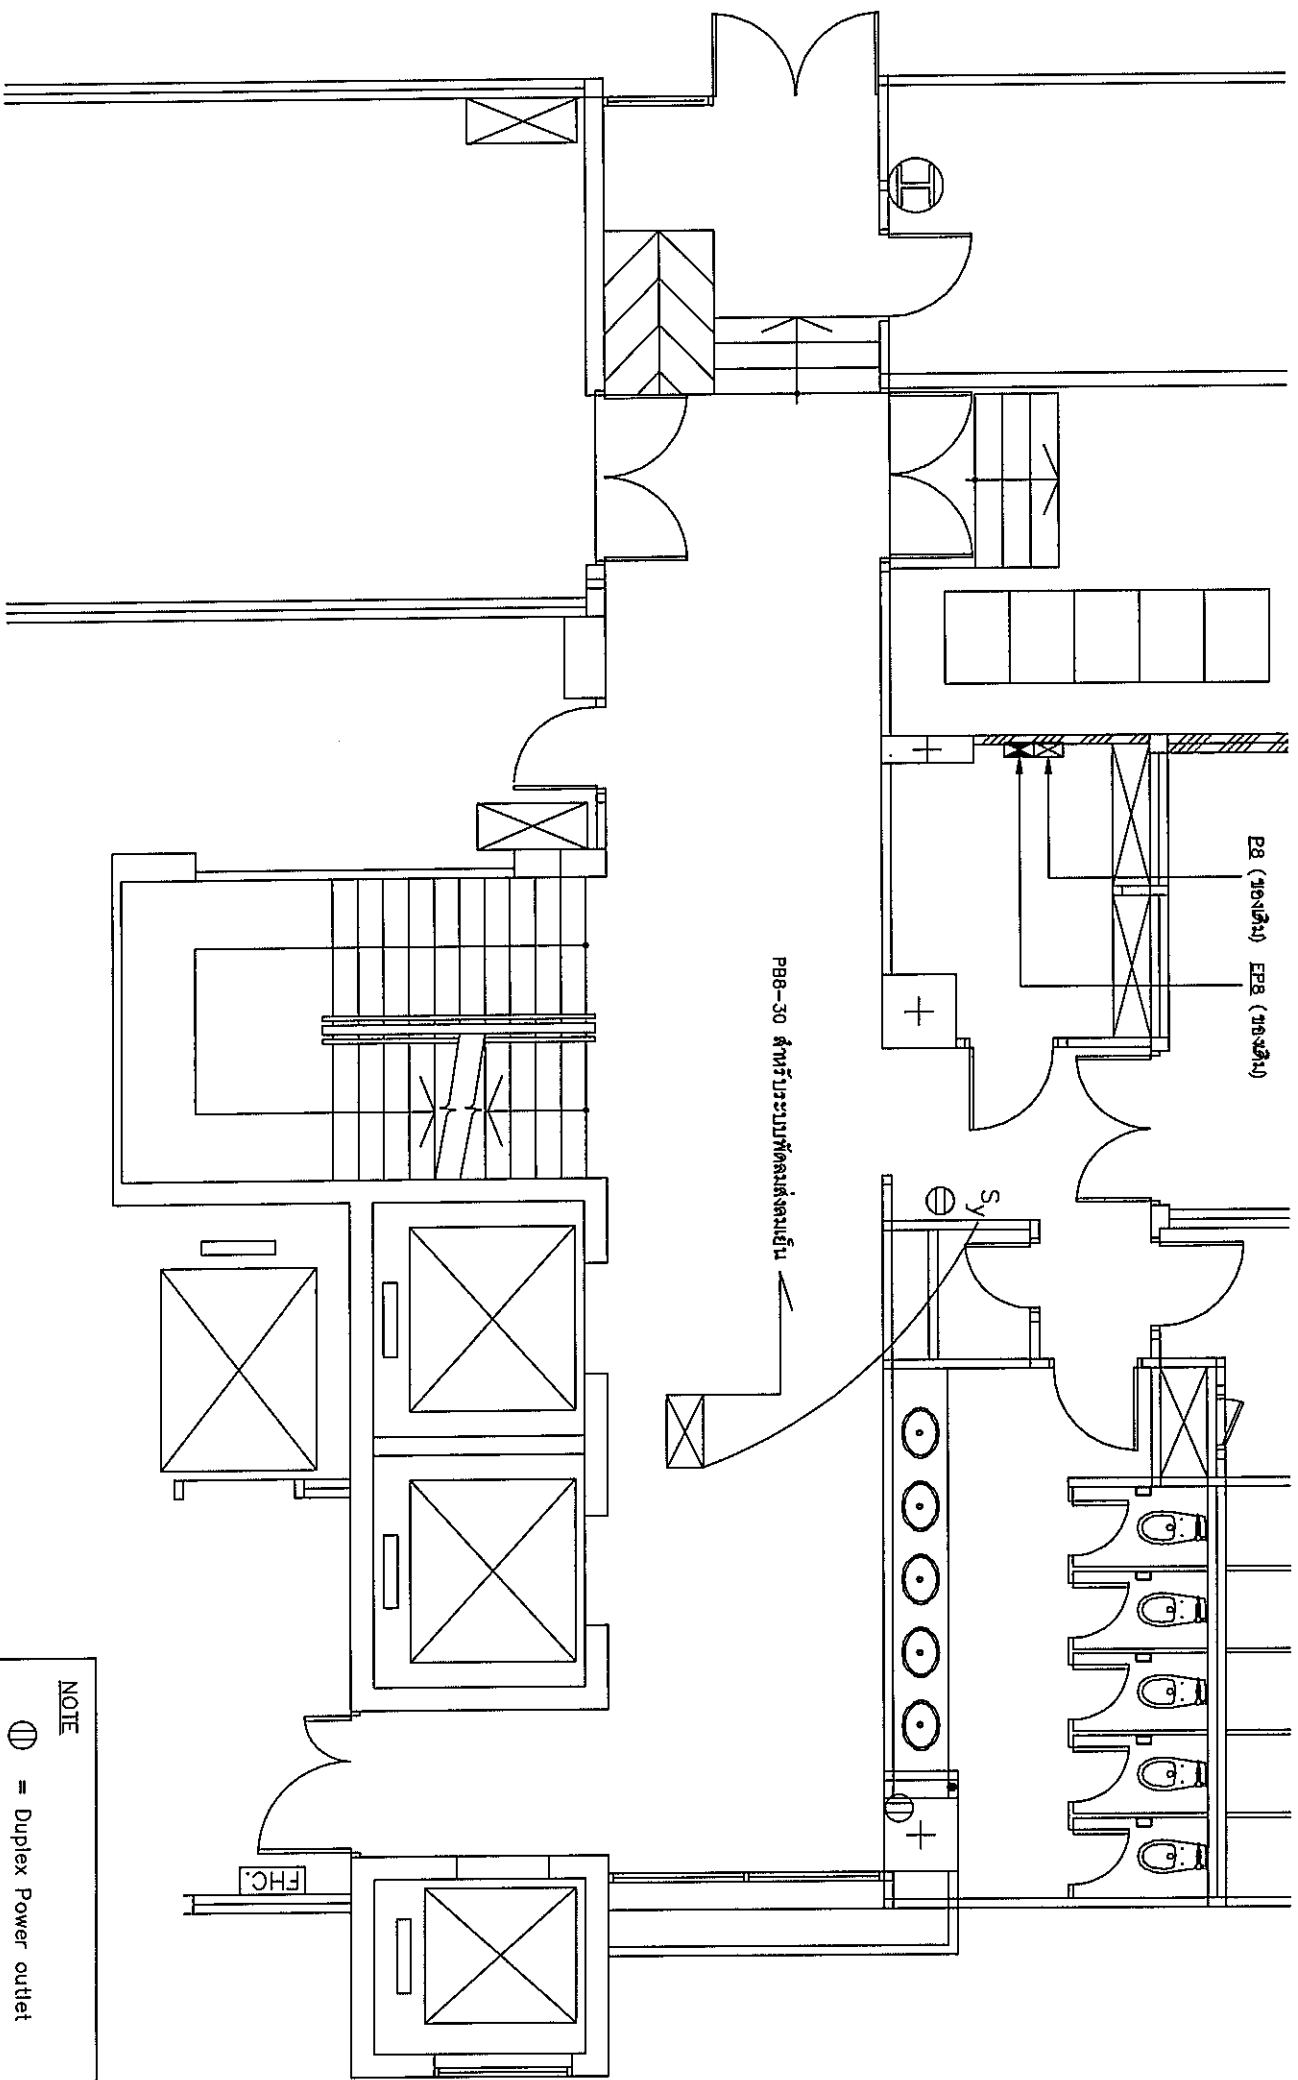 P8 (ของเดิม)
EP8 (ของเดิม)
PB8-30 สำหรับระบบพัดลมส่งลมเย็น
Sy
FHC.
NOTE
= Duplex Power outlet